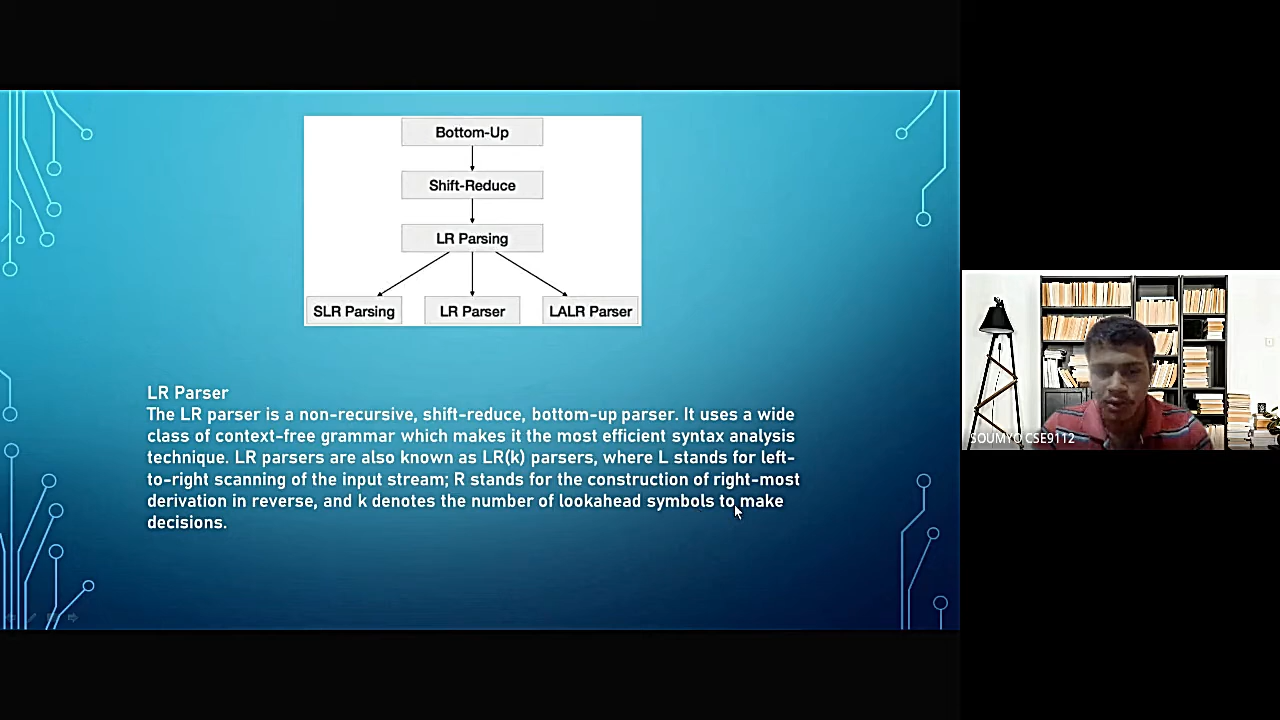 Bottom-Up
Shift-Reduce
LR Parsing
SLR Parsing
LR Parser
LALR Parser
LR Parser
The LR parser is a non-recursive, shift-reduce, bottom-up parser. It uses a wide
class of context-free grammar which makes it the most efficient syntax analysis
technique. LR parsers are also known as LR(k) parsers, where L stands for left-
to-right scanning of the input stream; R stands for the construction of right-most
derivation in reverse, and k denotes the number of lookahead symbols to make
decisions.
SOUMYO CSE9112